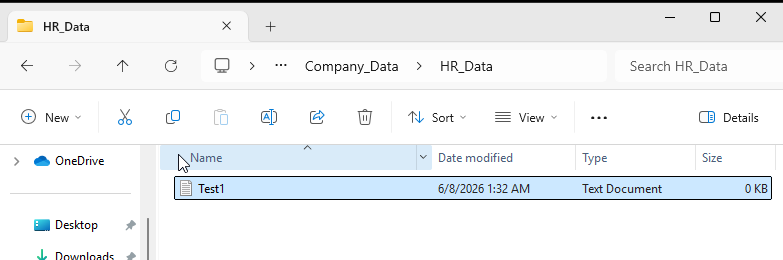 HR_Data
Company_Data
HR_Data
Search HR_Data
New
Sort
View
Details
OneDrive
Name
Date modified
Type
Size
Test1
6/8/2026 1:32 AM
Text Document
0 KB
Desktop
Downloads